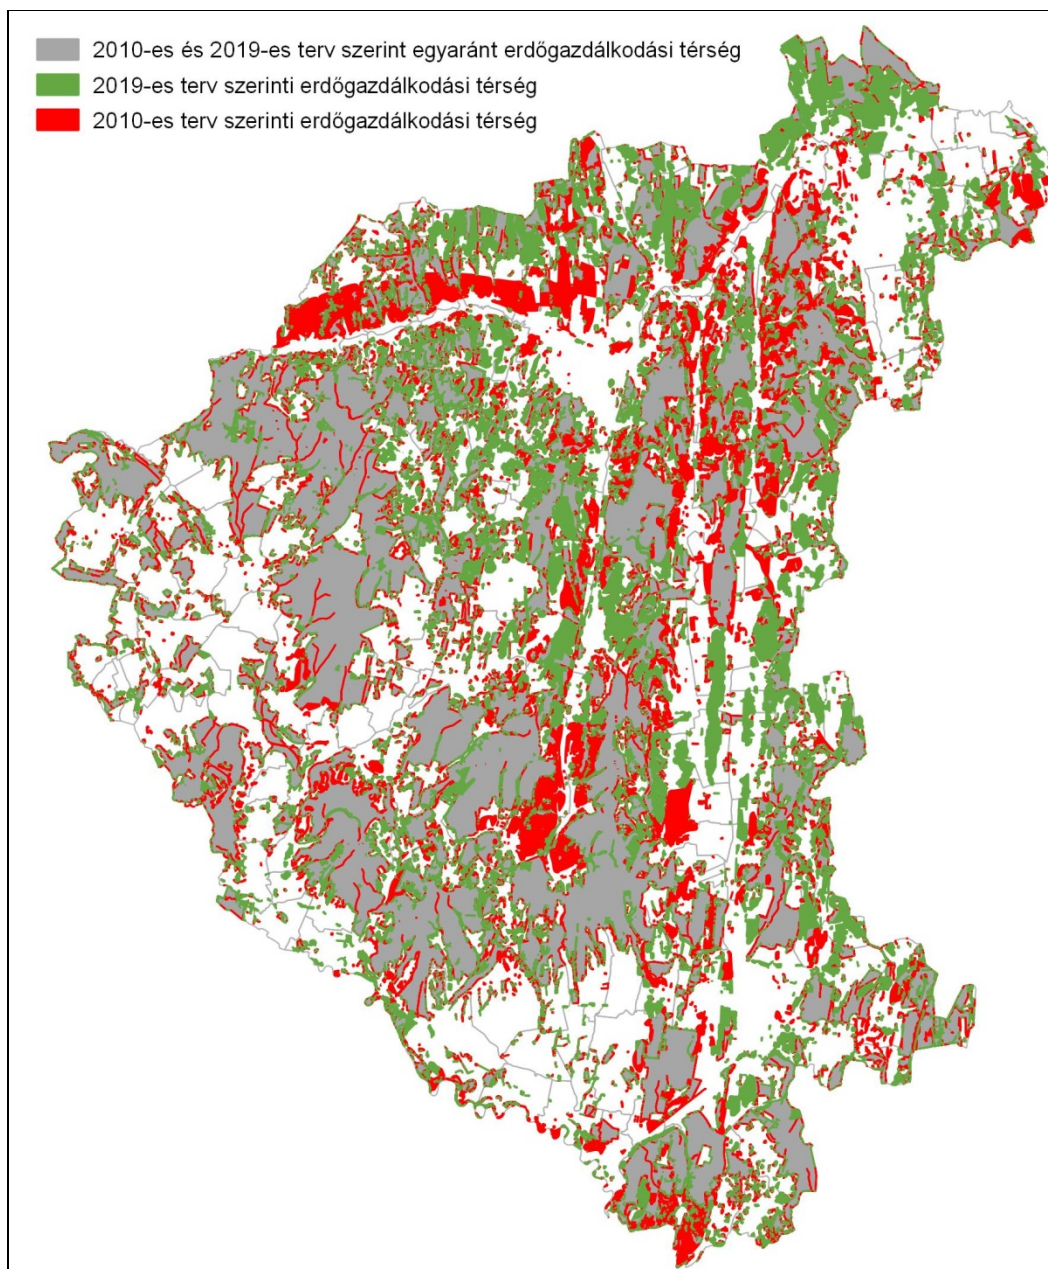 2010-es és 2019-es terv szerint egyaránt erdőgazdálkodási térség
2019-es terv szerinti erdőgazdálkodási térség
2010-es terv szerinti erdőgazdálkodási térség